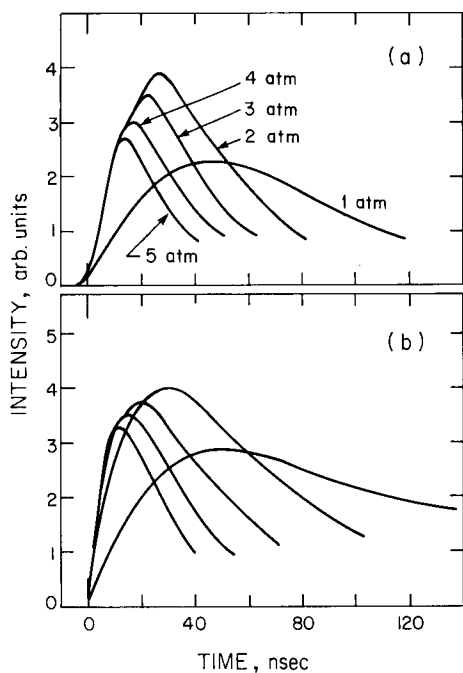 (a)
4
3
2
1
0
4 atm
3 atm
2 atm
1 atm
5 atm
INTENSITY, arb. units
(b)
5
4
3
2
1
0
0 40 80 120
TIME, nsec